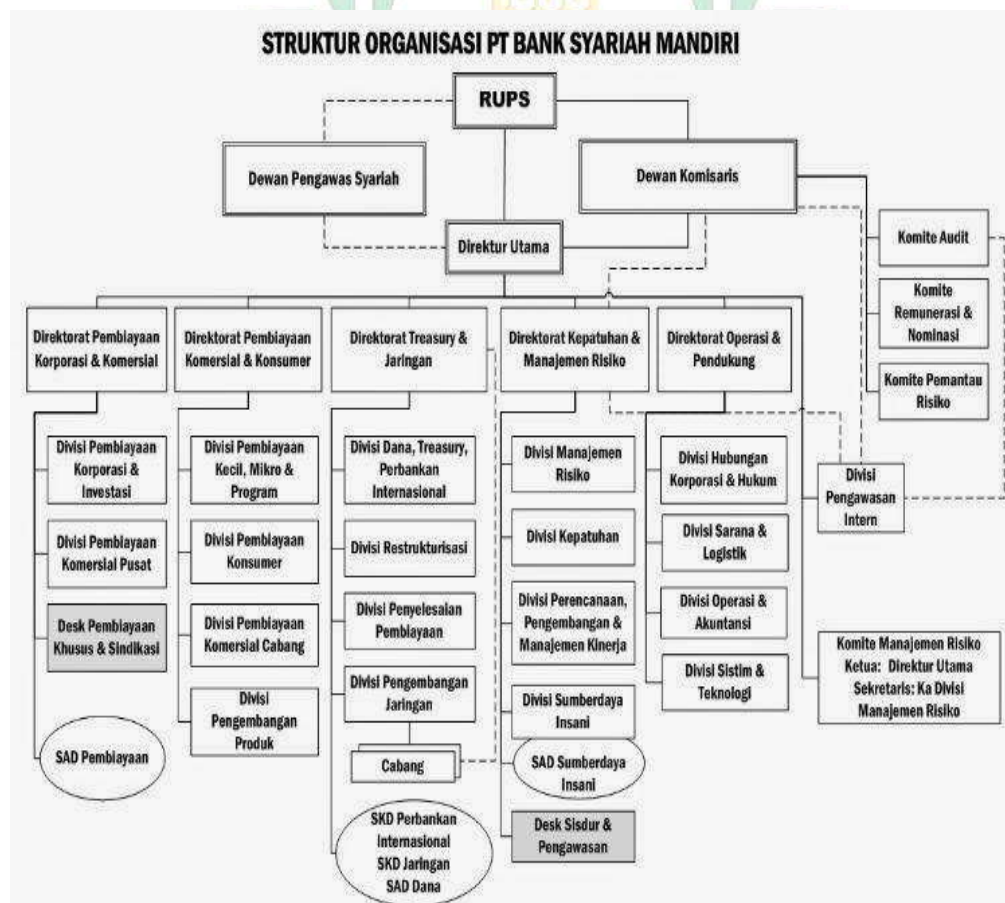 STRUKTUR ORGANISASI PT BANK SYARIAH MANDIRI
RUPS
Dewan Pengawas Syariah
Dewan Komisaris
Direktur Utama
Komite Audit
Komite
Remunerasi &
Nominasi
Komite Pemantau
Risiko
Direktorat Pembiayaan
Korporasi & Komersial
Direktorat Pembiayaan
Komersial & Konsumer
Direktorat Treasury &
Jaringan
Direktorat Kepatuhan &
Manajemen Risiko
Direktorat Operasi &
Pendukung
Divisi Pembiayaan
Korporasi &
Investasi
Divisi Pembiayaan
Komersial Pusat
Desk Pembiayaan
Khusus & Sindikasi
SAD Pembiayaan
Divisi Pembiayaan
Kecil, Mikro &
Program
Divisi Pembiayaan
Konsumer
Divisi Pembiayaan
Komersial Cabang
Divisi
Pengembangan
Produk
Divisi Dana, Treasury,
Perbankan
Internasional
Divisi Restrukturisasi
Divisi Penyelesaian
Pembiayaan
Divisi Pengembangan
Jaringan
Cabang
SKD Perbankan
Internasional
SKD Jaringan
SAD Dana
Divisi Manajemen
Risiko
Divisi Kepatuhan
Divisi Perencanaan,
Pengembangan &
Manajemen Kinerja
Divisi Sumberdaya
Insani
SAD Sumberdaya
Insani
Desk Sisdur &
Pengawasan
Divisi Hubungan
Korporasi & Hukum
Divisi Sarana &
Logistik
Divisi Operasi &
Akuntansi
Divisi Sistim &
Teknologi
Divisi
Pengawasan
Intern
Komite Manajemen Risiko
Ketua: Direktur Utama
Sekretaris: Ka Divisi
Manajemen Risiko